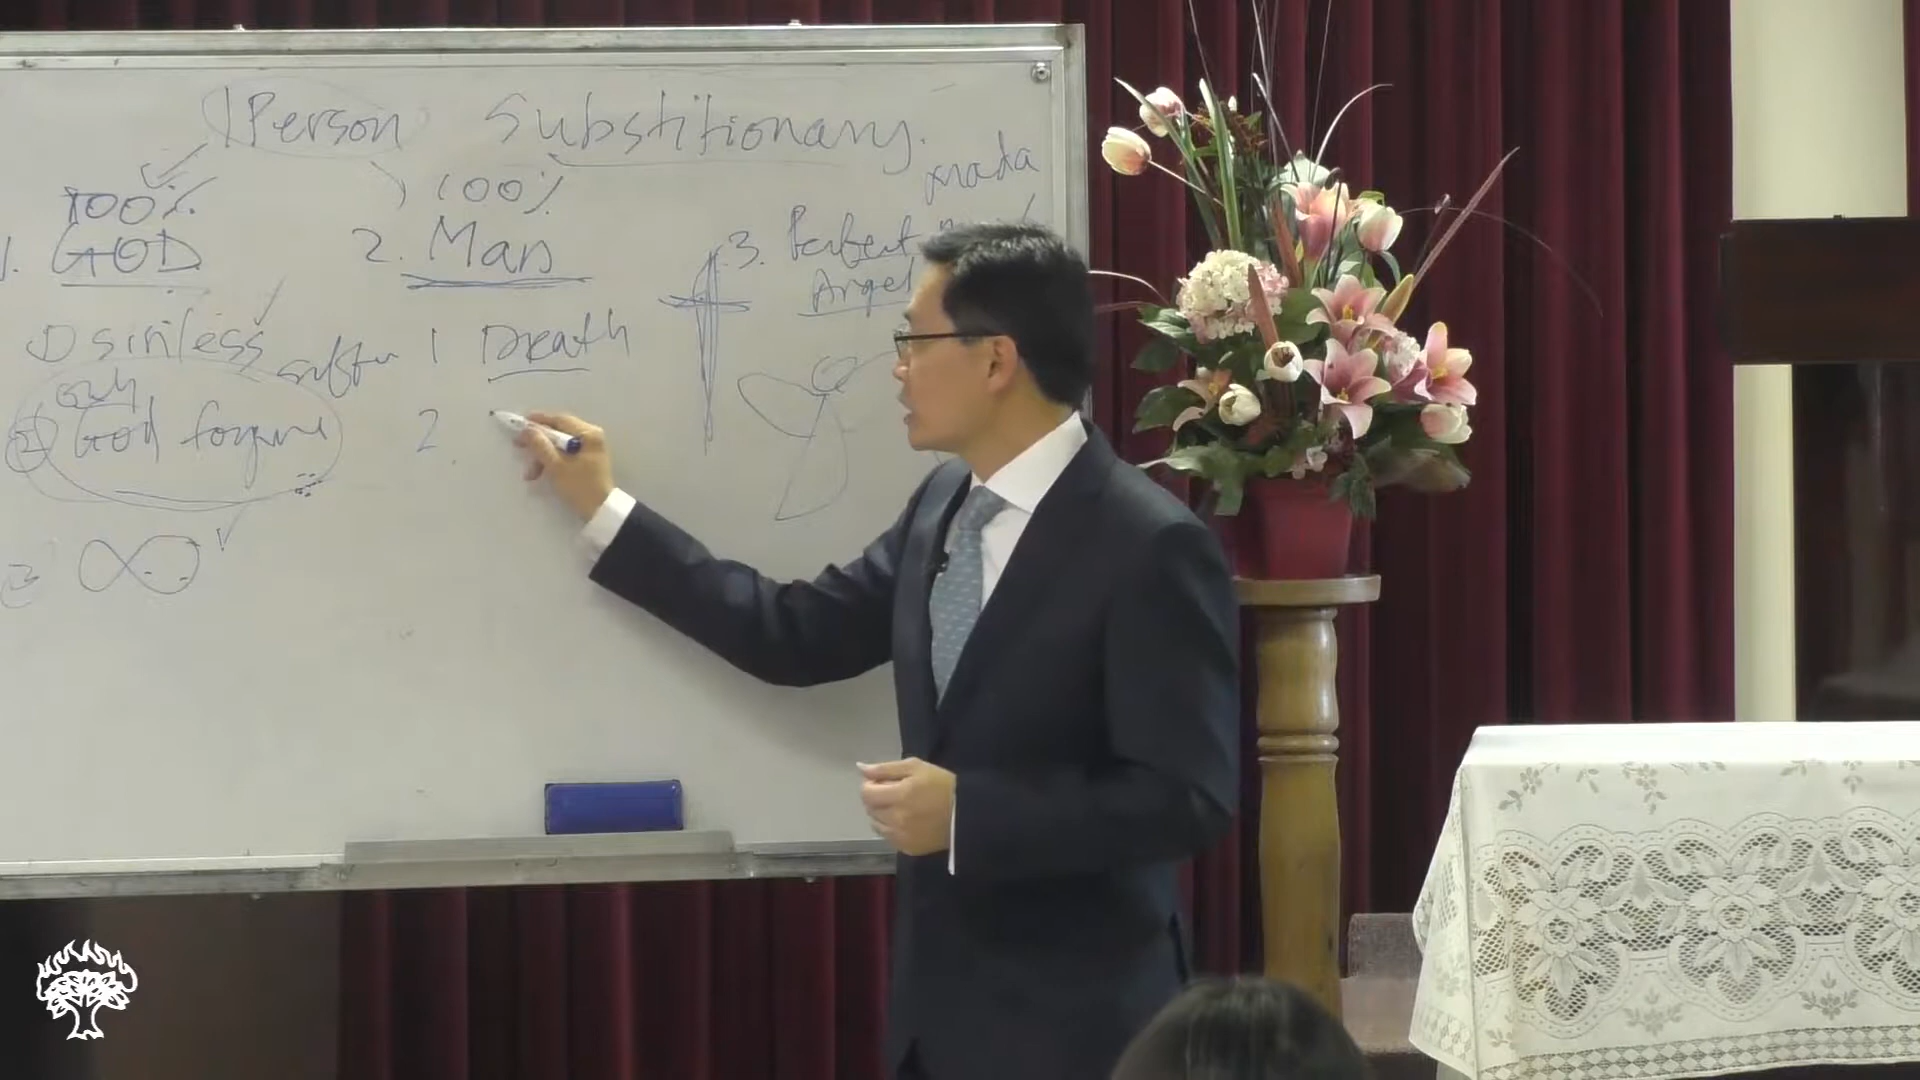 1 Person Substitionary.
100% 100%
1. GOD 2. Man 3. Perfect
Angel
① sinless suffer 1 Death
only
② God forgive 2.
③ ∞